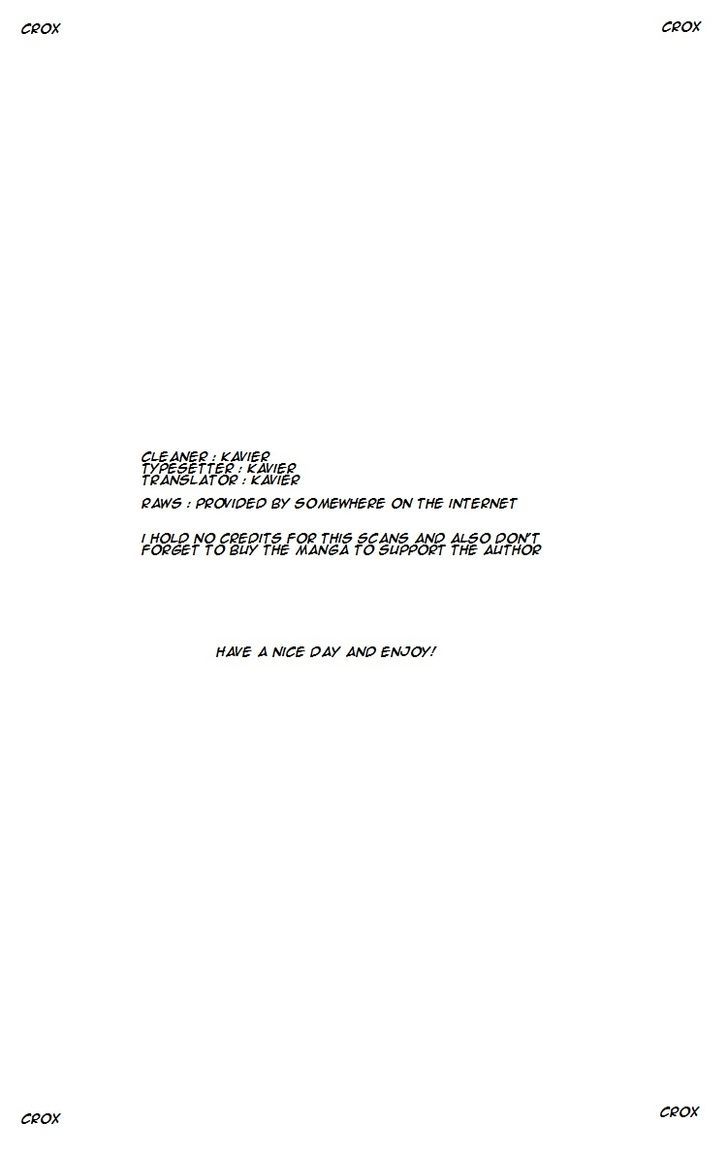 CROX
CROX
CLEANER : KAVIER
TYPESETTER : KAVIER
TRANSLATOR : KAVIER
RAWS : PROVIDED BY SOMEWHERE ON THE INTERNET
I HOLD NO CREDITS FOR THIS SCANS AND ALSO DON'T
FORGET TO BUY THE MANGA TO SUPPORT THE AUTHOR
HAVE A NICE DAY AND ENJOY!
CROX
CROX